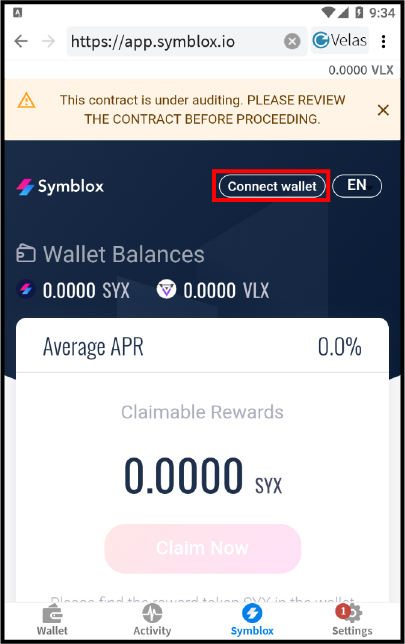 9:34
https://app.symblox.io
Velas
0.0000 VLX
This contract is under auditing. PLEASE REVIEW
THE CONTRACT BEFORE PROCEEDING.
Symblox
Connect wallet
EN
Wallet Balances
0.0000 SYX
0.0000 VLX
Average APR
0.0%
Claimable Rewards
0.0000 SYX
Claim Now
Please find the reward token SYX in the wallet
Wallet
Activity
Symblox
1
Settings